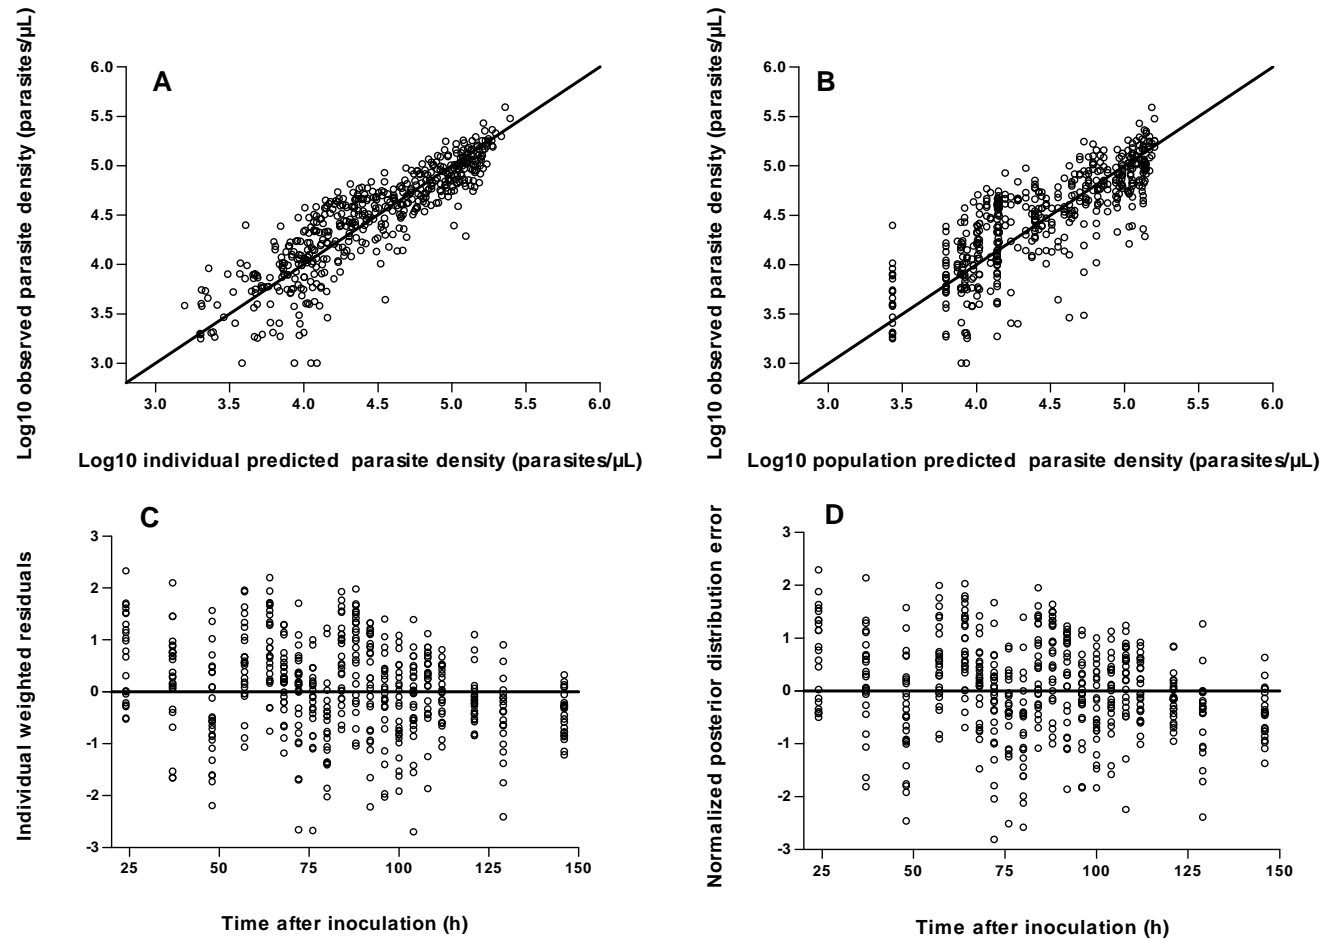 A
Log10 observed parasite density (parasites/µL)
6.0
5.5
5.0
4.5
4.0
3.5
3.0
3.0 3.5 4.0 4.5 5.0 5.5 6.0
Log10 individual predicted parasite density (parasites/µL)
B
Log10 observed parasite density (parasites/µL)
6.0
5.5
5.0
4.5
4.0
3.5
3.0
3.0 3.5 4.0 4.5 5.0 5.5 6.0
Log10 population predicted parasite density (parasites/µL)
C
Individual weighted residuals
3
2
1
0
-1
-2
-3
25 50 75 100 125 150
Time after inoculation (h)
D
Normalized posterior distribution error
3
2
1
0
-1
-2
-3
25 50 75 100 125 150
Time after inoculation (h)